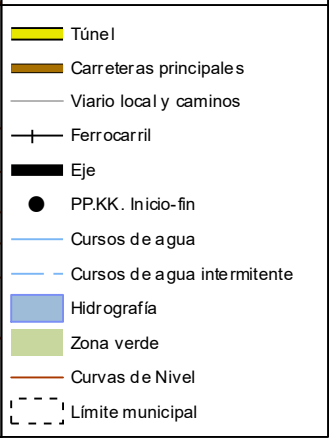 Túnel
Carreteras principales
Viario local y caminos
Ferrocarril
Eje
PP.KK. Inicio-fin
Cursos de agua
Cursos de agua intermitente
Hidrografía
Zona verde
Curvas de Nivel
Límite municipal